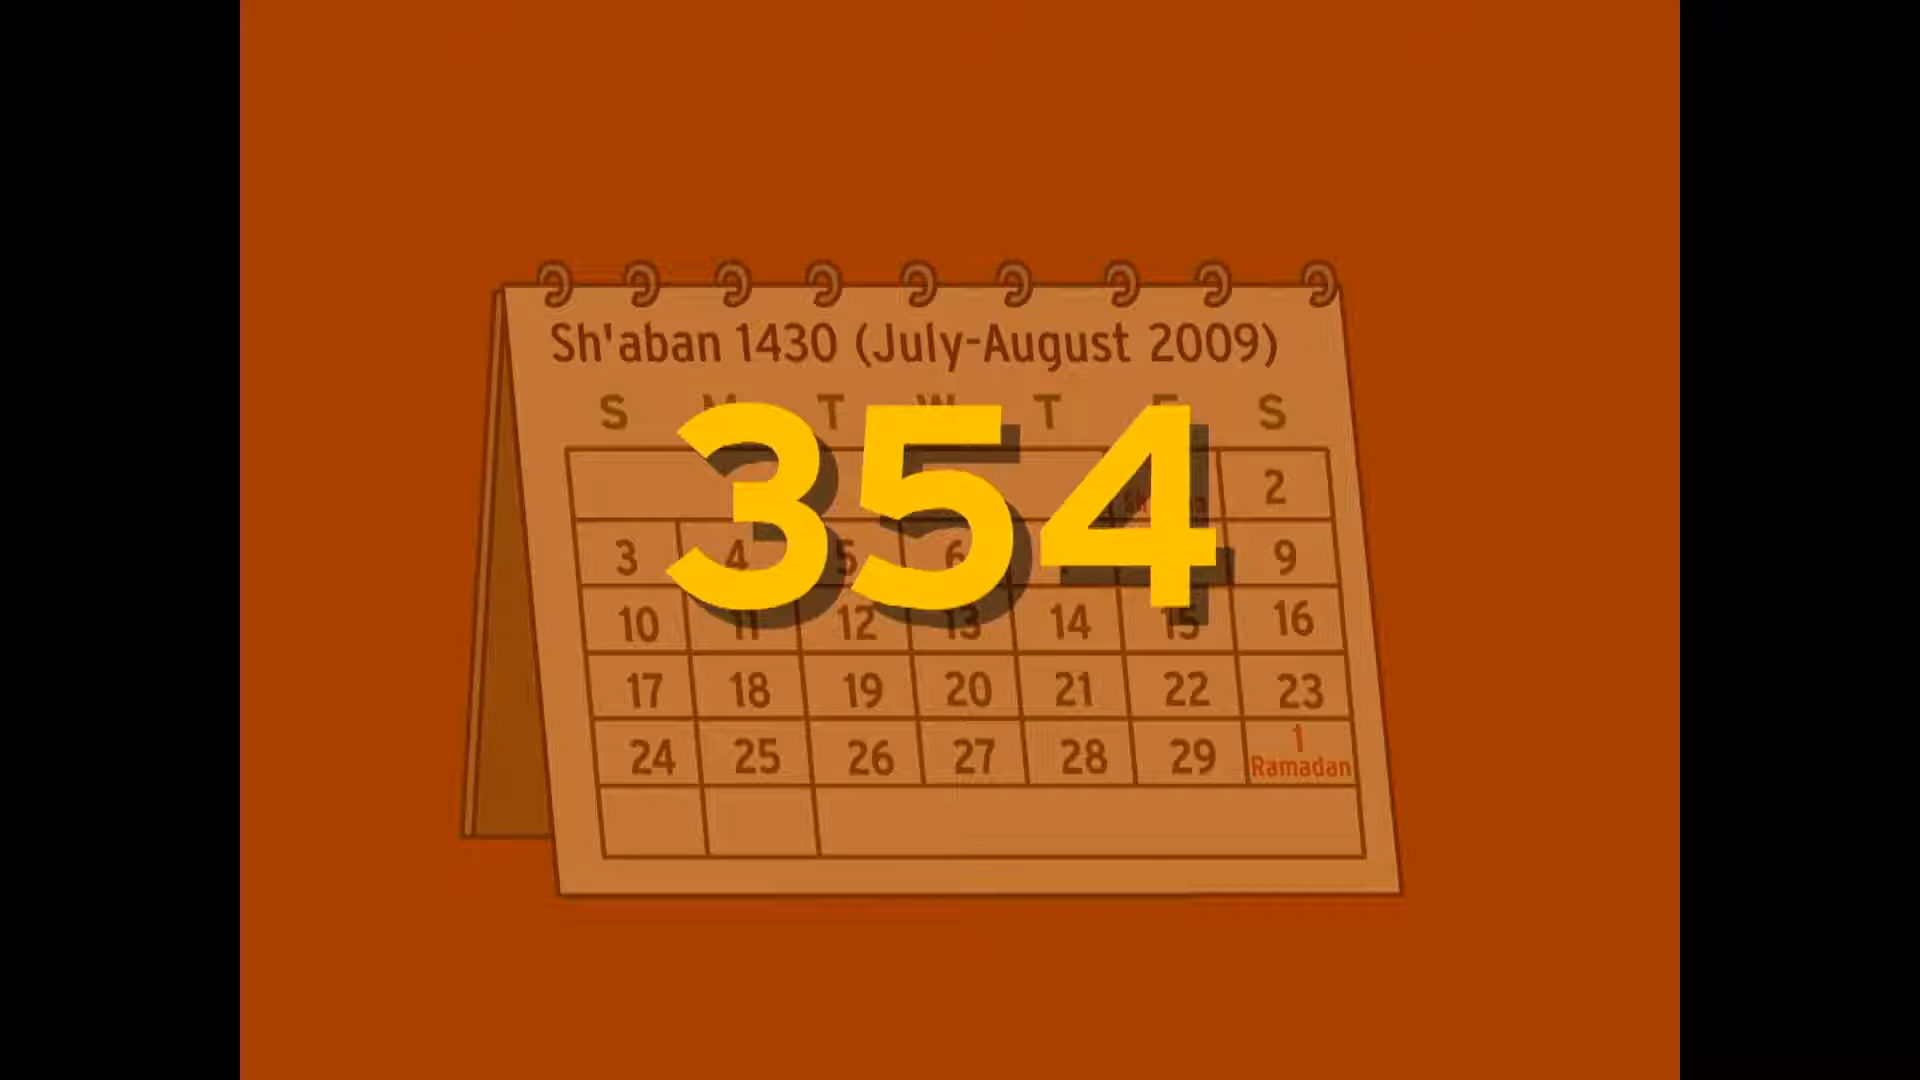 Sh'aban 1430 (July-August 2009)
S M T W T F S
354
2
3 4 5 6 9
10 11 12 13 14 15 16
17 18 19 20 21 22 23
24 25 26 27 28 29 1
Ramadan